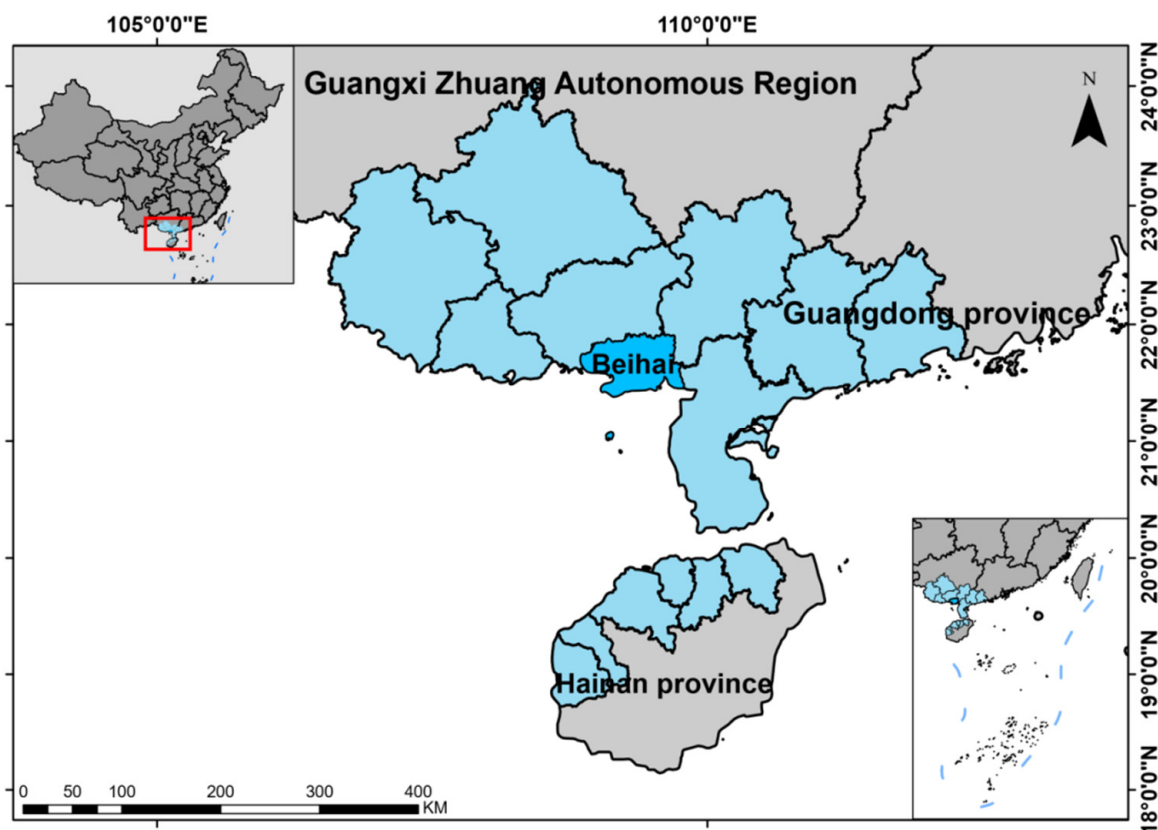 105°0'0"E
110°0'0"E
Guangxi Zhuang Autonomous Region
N
24°0'0"N
23°0'0"N
Guangdong province
22°0'0"N
Beihai
21°0'0"N
20°0'0"N
19°0'0"N
Hainan province
18°0'0"N
0 50 100 200 300 400
KM